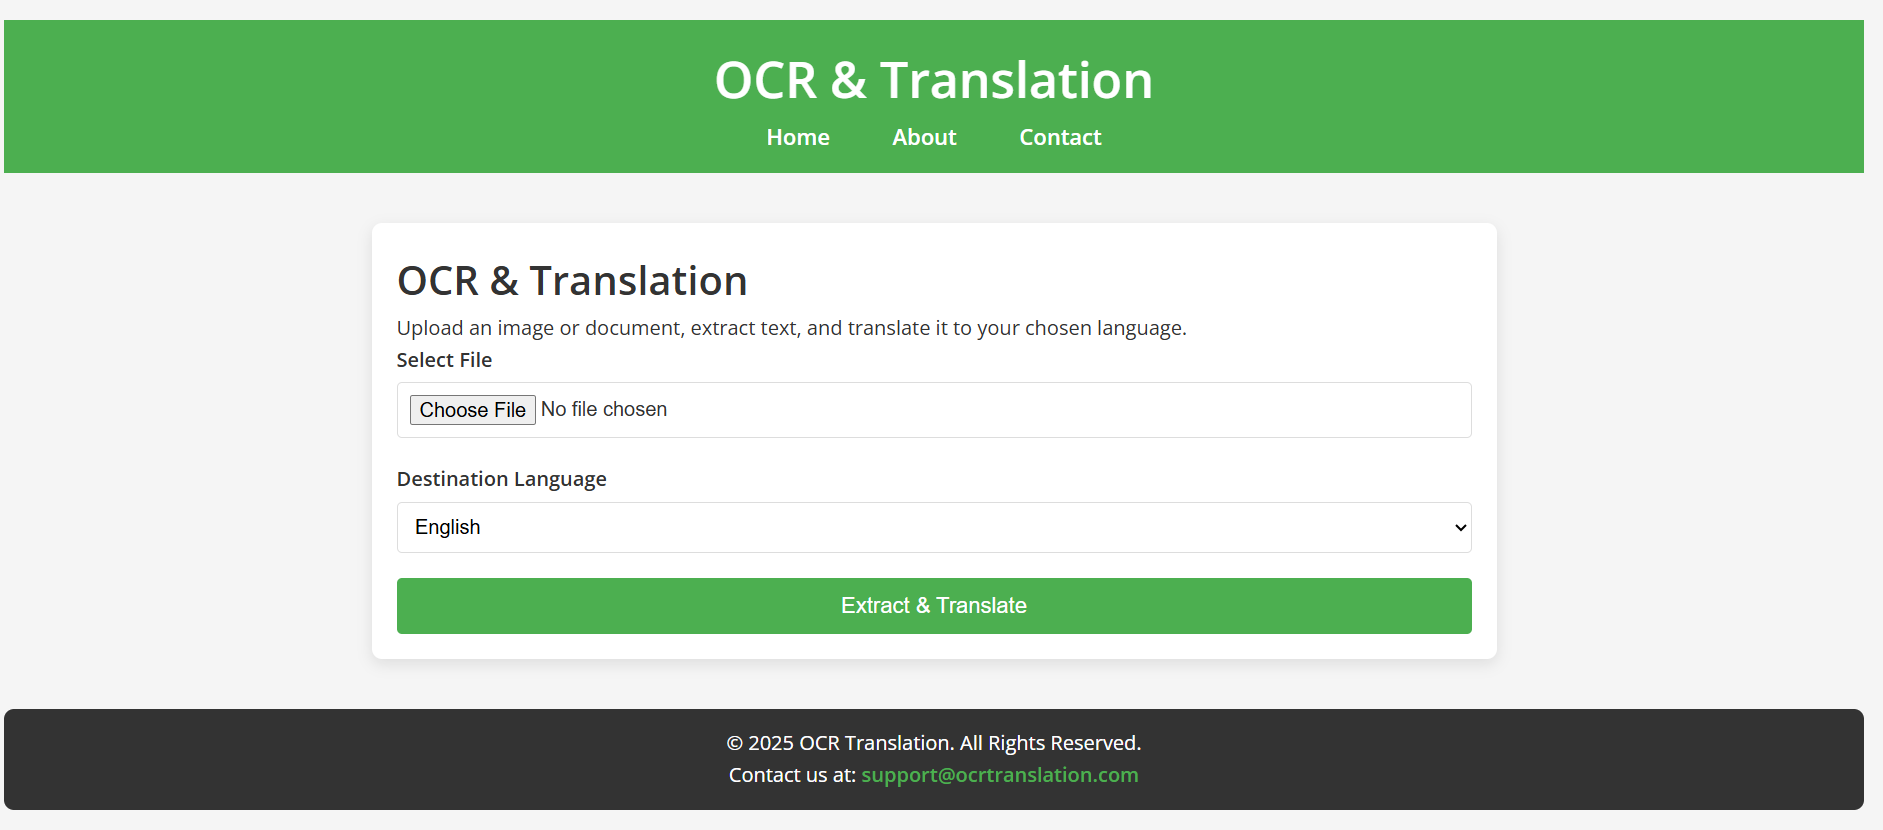 OCR & Translation
Home About Contact
OCR & Translation
Upload an image or document, extract text, and translate it to your chosen language.
Select File
Choose File No file chosen
Destination Language
English
Extract & Translate
© 2025 OCR Translation. All Rights Reserved.
Contact us at: support@ocrtranslation.com